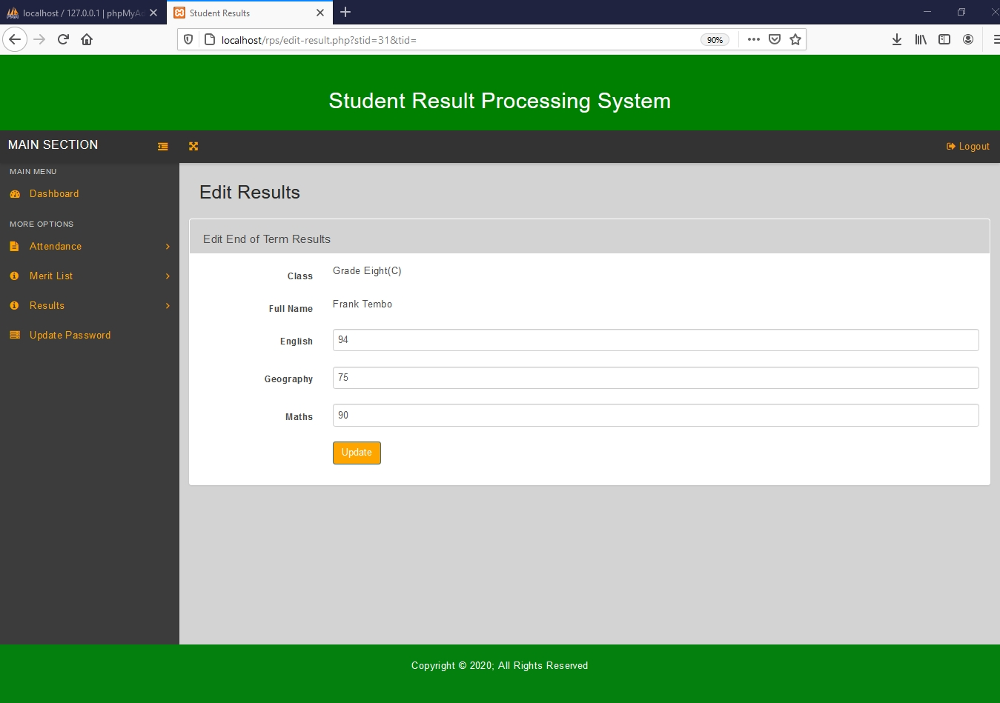 localhost / 127.0.0.1 | phpMyAd
Student Results
localhost/rps/edit-result.php?stid=31&tid=
90%
Student Result Processing System
MAIN SECTION
Logout
MAIN MENU
Dashboard
MORE OPTIONS
Attendance
Merit List
Results
Update Password
Edit Results
Edit End of Term Results
Class Grade Eight(C)
Full Name Frank Tembo
English 94
Geography 75
Maths 90
Update
Copyright © 2020; All Rights Reserved